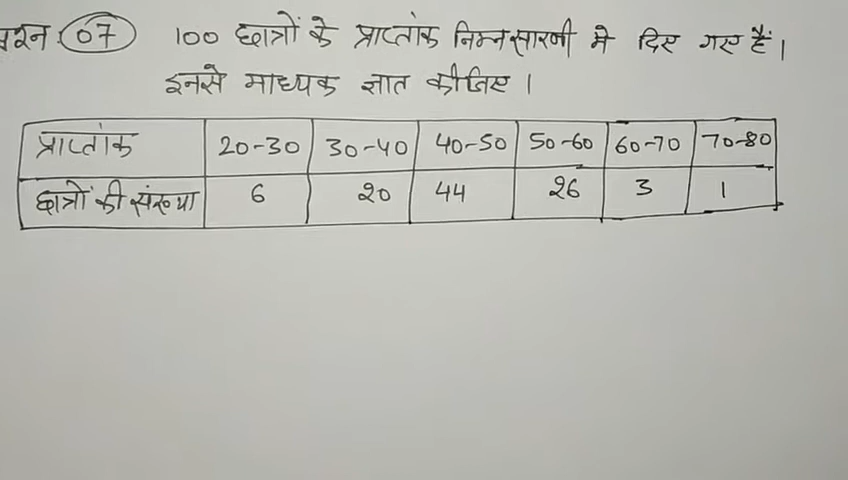 प्रश्न 07 100 छात्रों के प्राप्तांक निम्न सारणी मे दिए गए हैं।
इनसे माध्यक ज्ञात कीजिए।
प्राप्तांक 20-30 30-40 40-50 50-60 60-70 70-80
छात्रों की संख्या 6 20 44 26 3 1